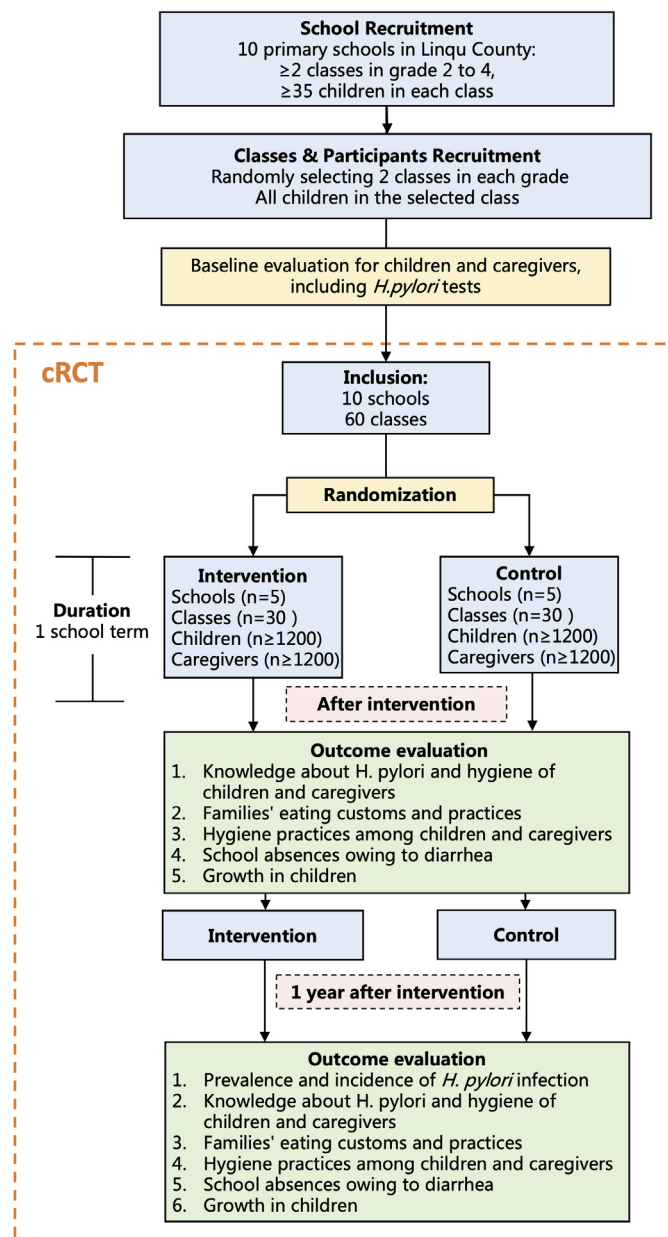 School Recruitment
10 primary schools in Linqu County:
≥2 classes in grade 2 to 4,
≥35 children in each class
Classes & Participants Recruitment
Randomly selecting 2 classes in each grade
All children in the selected class
Baseline evaluation for children and caregivers,
including H.pylori tests
cRCT
Inclusion:
10 schools
60 classes
Randomization
Duration
1 school term
Intervention
Schools (n=5)
Classes (n=30 )
Children (n≥1200)
Caregivers (n≥1200)
Control
Schools (n=5)
Classes (n=30 )
Children (n≥1200)
Caregivers (n≥1200)
After intervention
Outcome evaluation
1. Knowledge about H. pylori and hygiene of
children and caregivers
2. Families' eating customs and practices
3. Hygiene practices among children and caregivers
4. School absences owing to diarrhea
5. Growth in children
Intervention
Control
1 year after intervention
Outcome evaluation
1. Prevalence and incidence of H. pylori infection
2. Knowledge about H. pylori and hygiene of
children and caregivers
3. Families' eating customs and practices
4. Hygiene practices among children and caregivers
5. School absences owing to diarrhea
6. Growth in children